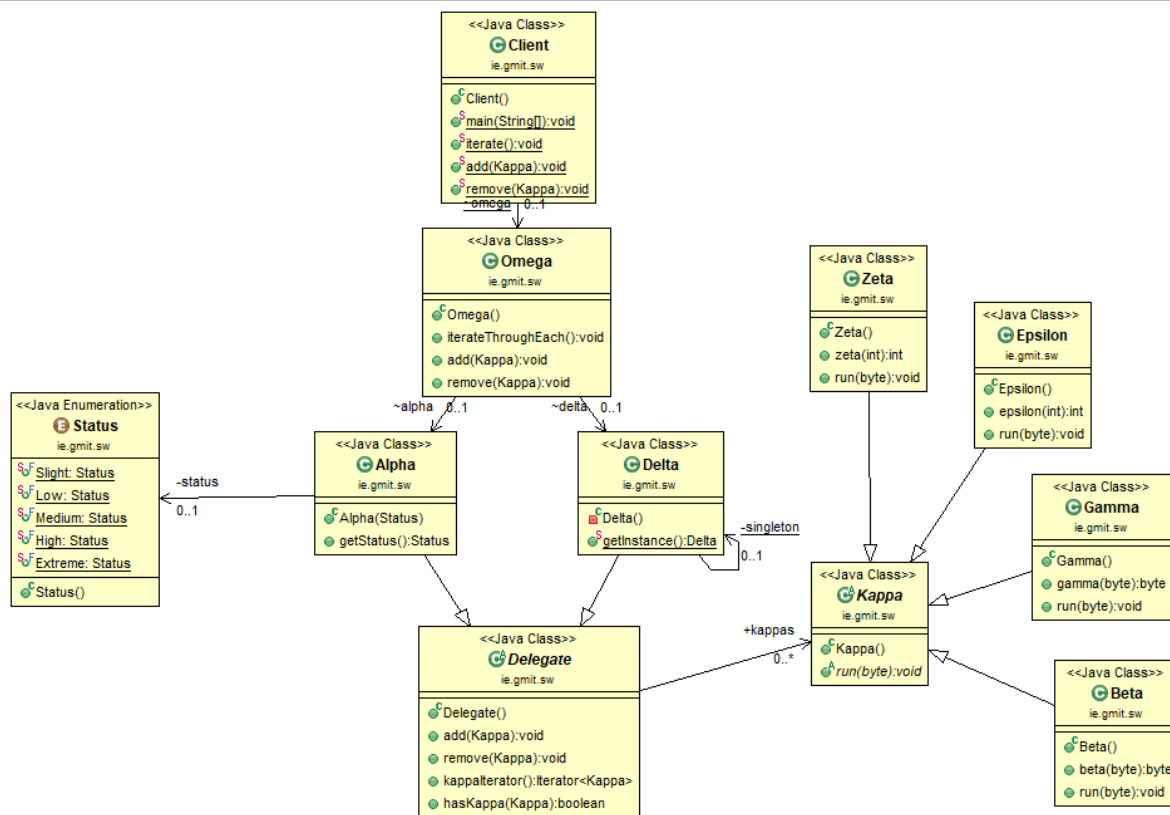 <<Java Class>>
Client
ie.gmit.sw
Client()
main(String[]):void
iterate():void
add(Kappa):void
remove(Kappa):void
~omega 0..1
<<Java Class>>
Omega
ie.gmit.sw
Omega()
iterateThroughEach():void
add(Kappa):void
remove(Kappa):void
~alpha 0..1
~delta 0..1
<<Java Enumeration>>
Status
ie.gmit.sw
Slight: Status
Low: Status
Medium: Status
High: Status
Extreme: Status
Status()
-status
0..1
<<Java Class>>
Alpha
ie.gmit.sw
Alpha(Status)
getStatus():Status
<<Java Class>>
Delta
ie.gmit.sw
Delta()
getInstance():Delta
-singleton
0..1
<<Java Class>>
Delegate
ie.gmit.sw
Delegate()
add(Kappa):void
remove(Kappa):void
kappaIterator():Iterator<Kappa>
hasKappa(Kappa):boolean
+kappas
0..*
<<Java Class>>
Zeta
ie.gmit.sw
Zeta()
zeta(int):int
run(byte):void
<<Java Class>>
Epsilon
ie.gmit.sw
Epsilon()
epsilon(int):int
run(byte):void
<<Java Class>>
Kappa
ie.gmit.sw
Kappa()
run(byte):void
<<Java Class>>
Gamma
ie.gmit.sw
Gamma()
gamma(byte):byte
run(byte):void
<<Java Class>>
Beta
ie.gmit.sw
Beta()
beta(byte):byte
run(byte):void